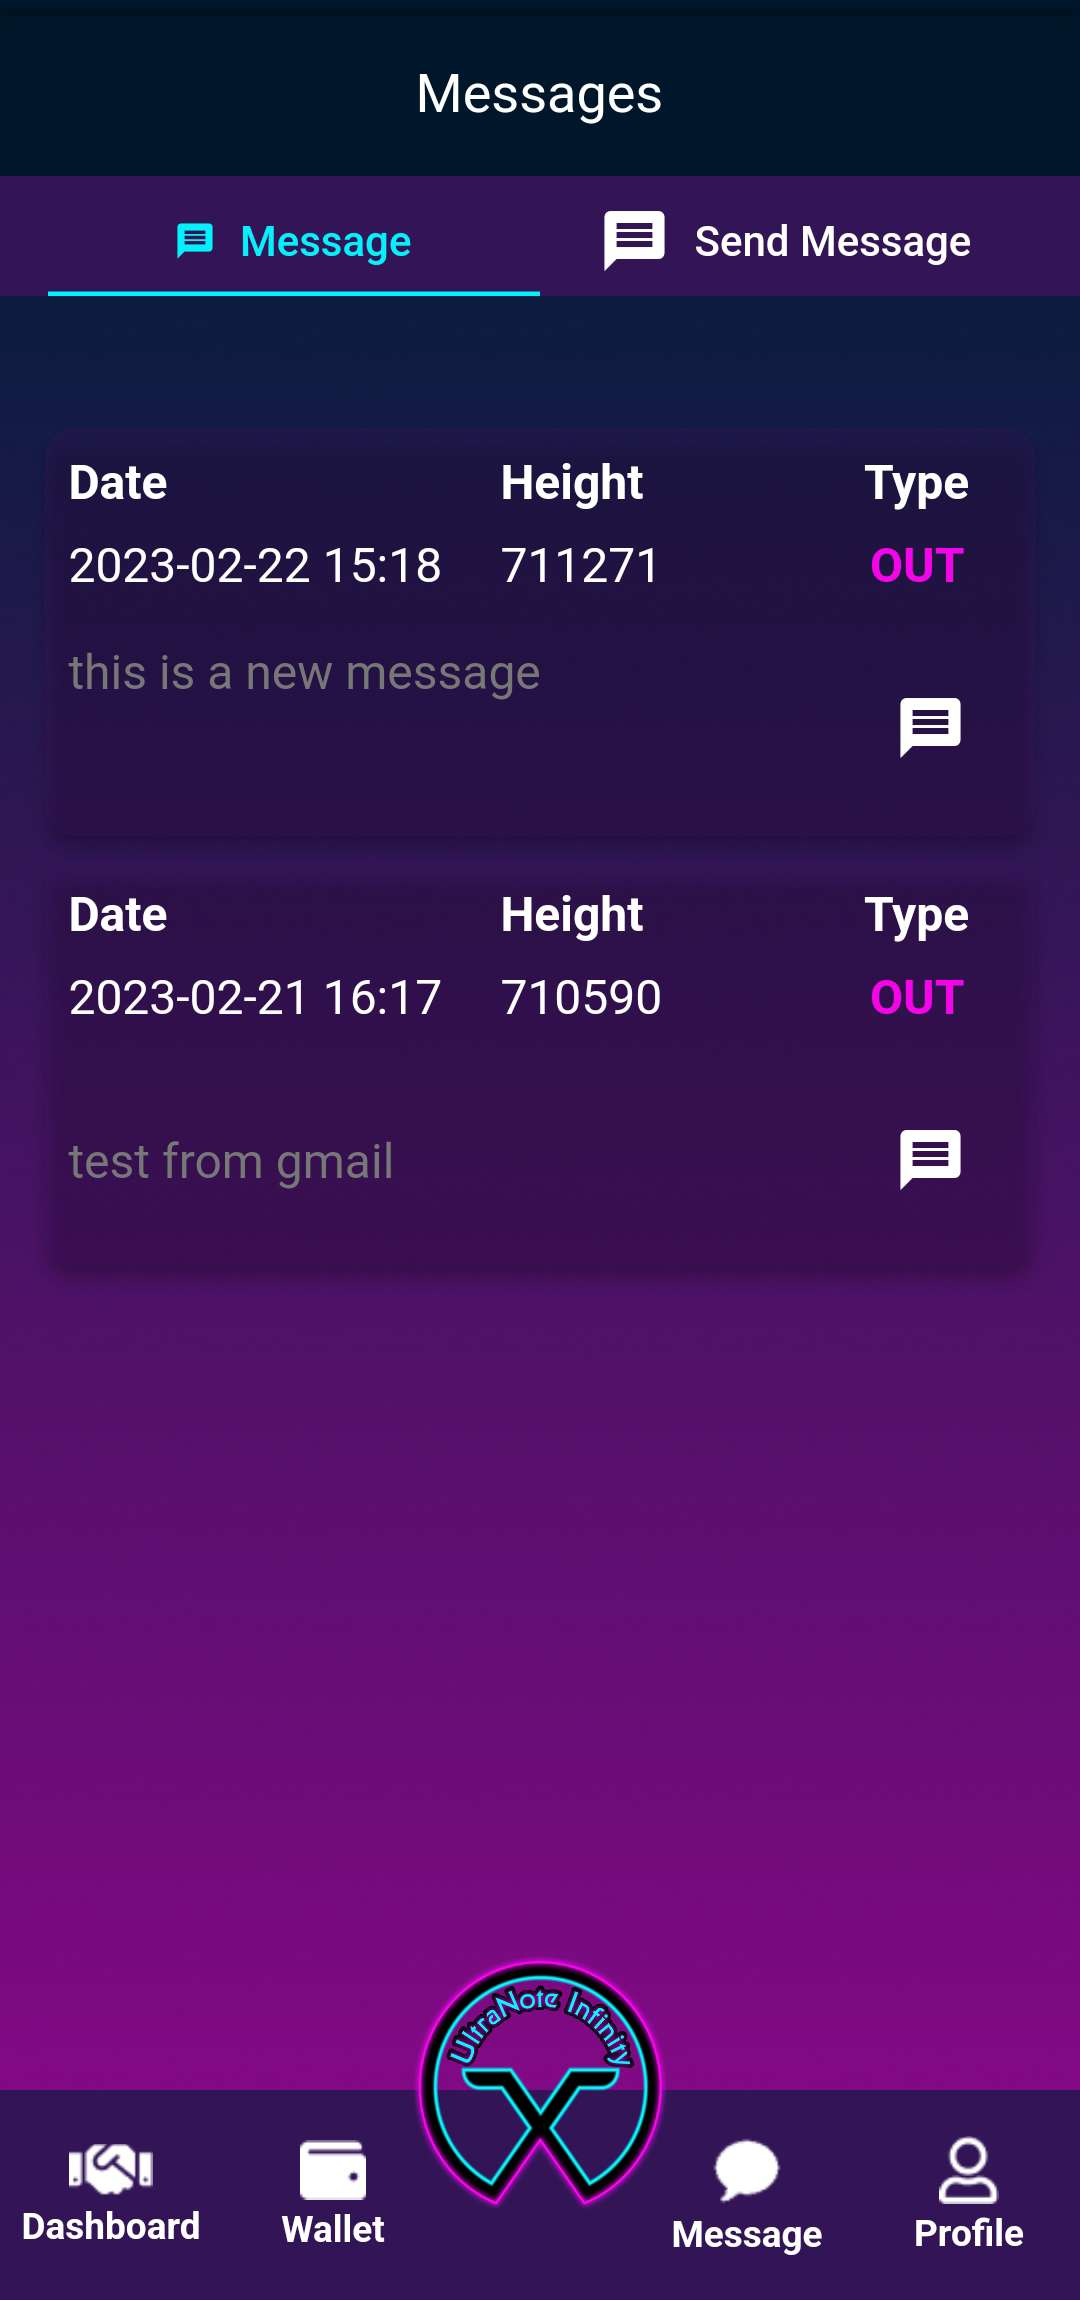 Messages
Message Send Message
Date Height Type
2023-02-22 15:18 711271 OUT
this is a new message
Date Height Type
2023-02-21 16:17 710590 OUT
test from gmail
UltraNote Infinity
Dashboard Wallet Message Profile